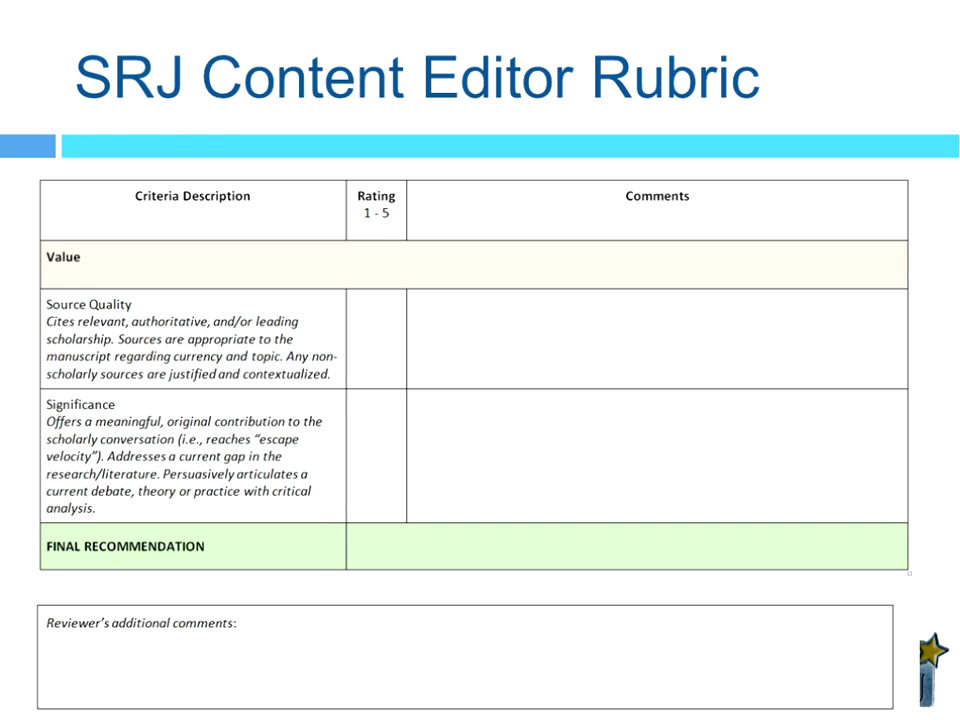 SRJ Content Editor Rubric
Criteria Description
Rating
1 - 5
Comments
Value
Source Quality
Cites relevant, authoritative, and/or leading
scholarship. Sources are appropriate to the
manuscript regarding currency and topic. Any non-
scholarly sources are justified and contextualized.
Significance
Offers a meaningful, original contribution to the
scholarly conversation (i.e., reaches “escape
velocity”). Addresses a current gap in the
research/literature. Persuasively articulates a
current debate, theory or practice with critical
analysis.
FINAL RECOMMENDATION
Reviewer’s additional comments: